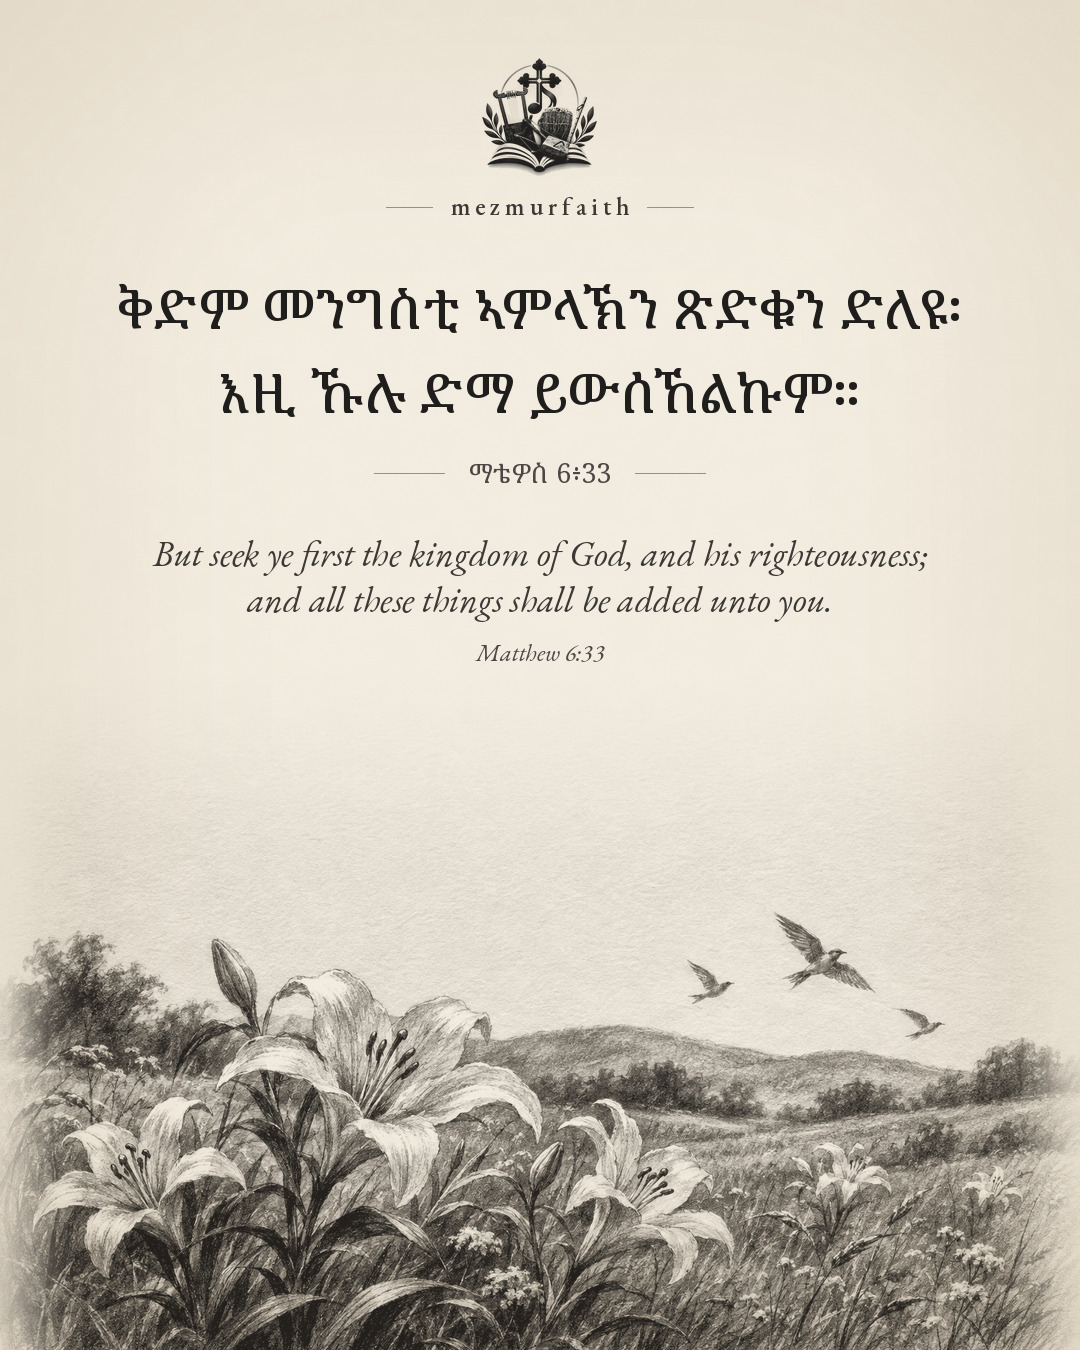 mezmurfaith
ቅድም መንግስቲ ኣምላኽን ጽድቁን ድለዩ፡
እዚ ኹሉ ድማ ይውሰኸልኩም።
ማቴዎስ 6፥33
But seek ye first the kingdom of God, and his righteousness;
and all these things shall be added unto you.
Matthew 6:33